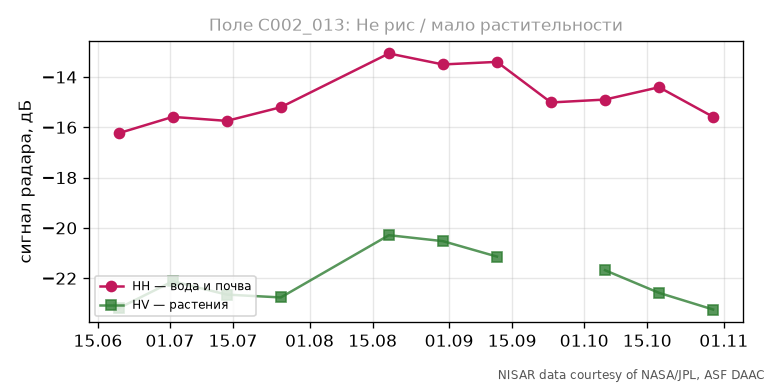 Поле C002_013: Не рис / мало растительности
сигнал радара, дБ
−14
−16
−18
−20
−22
HH — вода и почва
HV — растения
15.06 01.07 15.07 01.08 15.08 01.09 15.09 01.10 15.10 01.11
NISAR data courtesy of NASA/JPL, ASF DAAC